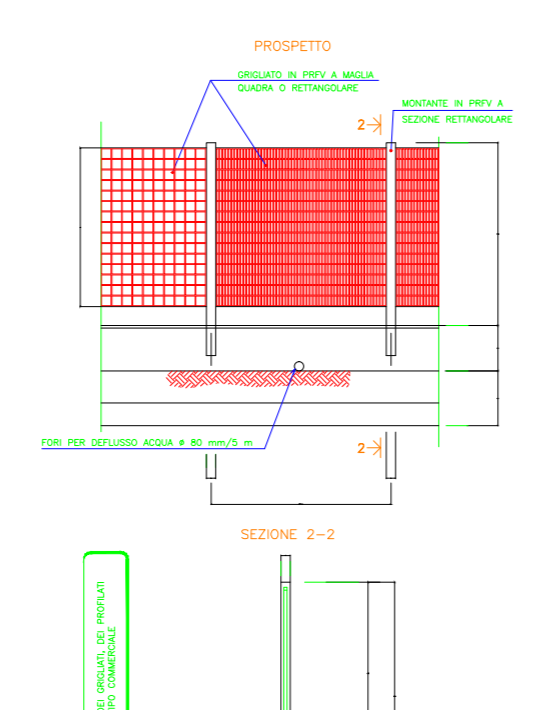 PROSPETTO
GRIGLIATO IN PRFV A MAGLIA
QUADRA O RETTANGOLARE
MONTANTE IN PRFV A
SEZIONE RETTANGOLARE
2
FORI PER DEFLUSSO ACQUA ø 80 mm/5 m
2
SEZIONE 2-2
DEI GRIGLIATI, DEI PROFILATI
IPO COMMERCIALE